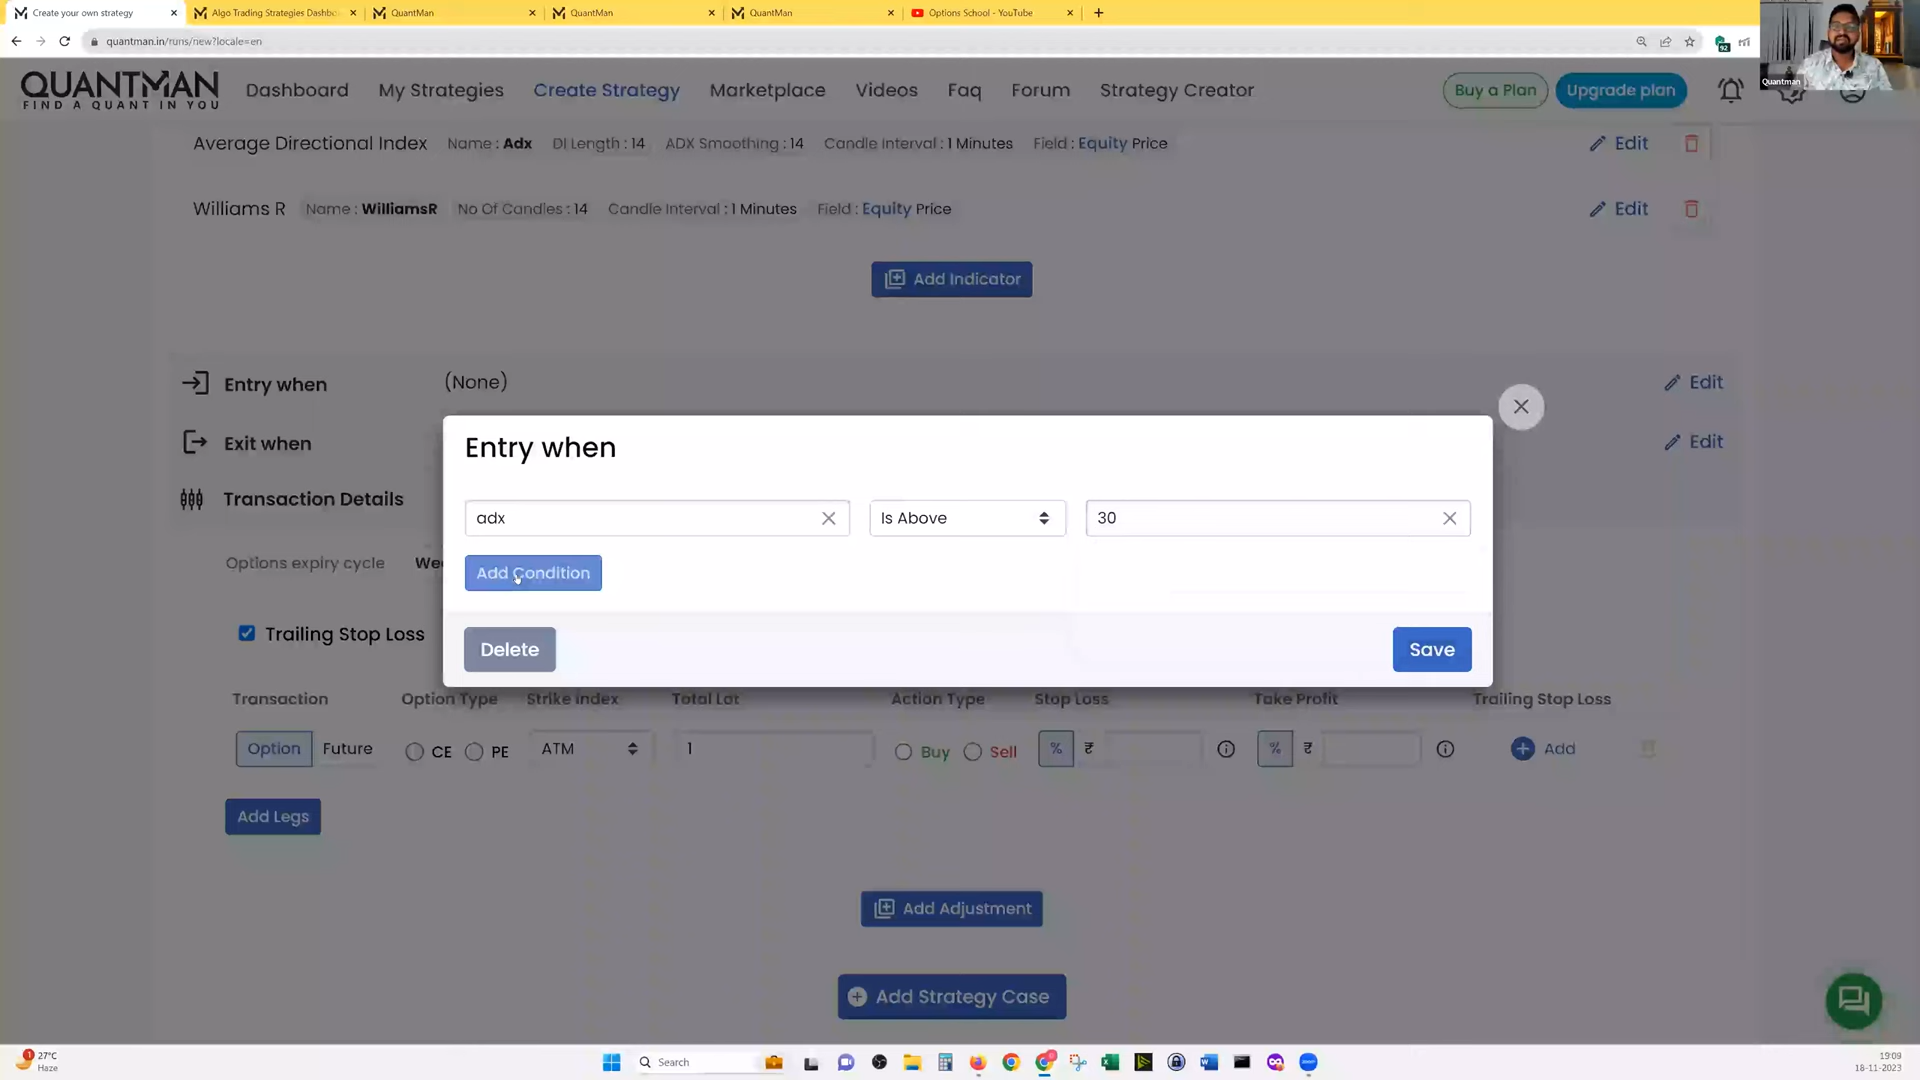 Create your own strategy
Algo Trading Strategies Dashbo
QuantMan
QuantMan
QuantMan
Options School - YouTube
quantman.in/runs/new?locale=en
92
Quantman
QUANTMAN
FIND A QUANT IN YOU
Dashboard My Strategies Create Strategy Marketplace Videos Faq Forum Strategy Creator
Buy a Plan Upgrade plan
Average Directional Index Name : Adx DI Length : 14 ADX Smoothing : 14 Candle Interval : 1 Minutes Field : Equity Price Edit
Williams R Name : WilliamsR No Of Candles : 14 Candle Interval : 1 Minutes Field : Equity Price Edit
Add Indicator
Entry when (None) Edit
Exit when Edit
Entry when
adx Is Above 30
Transaction Details
Add Condition
Options expiry cycle We
Trailing Stop Loss
Delete Save
Transaction Option Type Strike Index Total Lot Action Type Stop Loss Take Profit Trailing Stop Loss
Option Future CE PE ATM 1 Buy Sell % ₹ % ₹ Add
Add Legs
Add Adjustment
Add Strategy Case
1
27°C
Haze
Search
19:09
18-11-2023